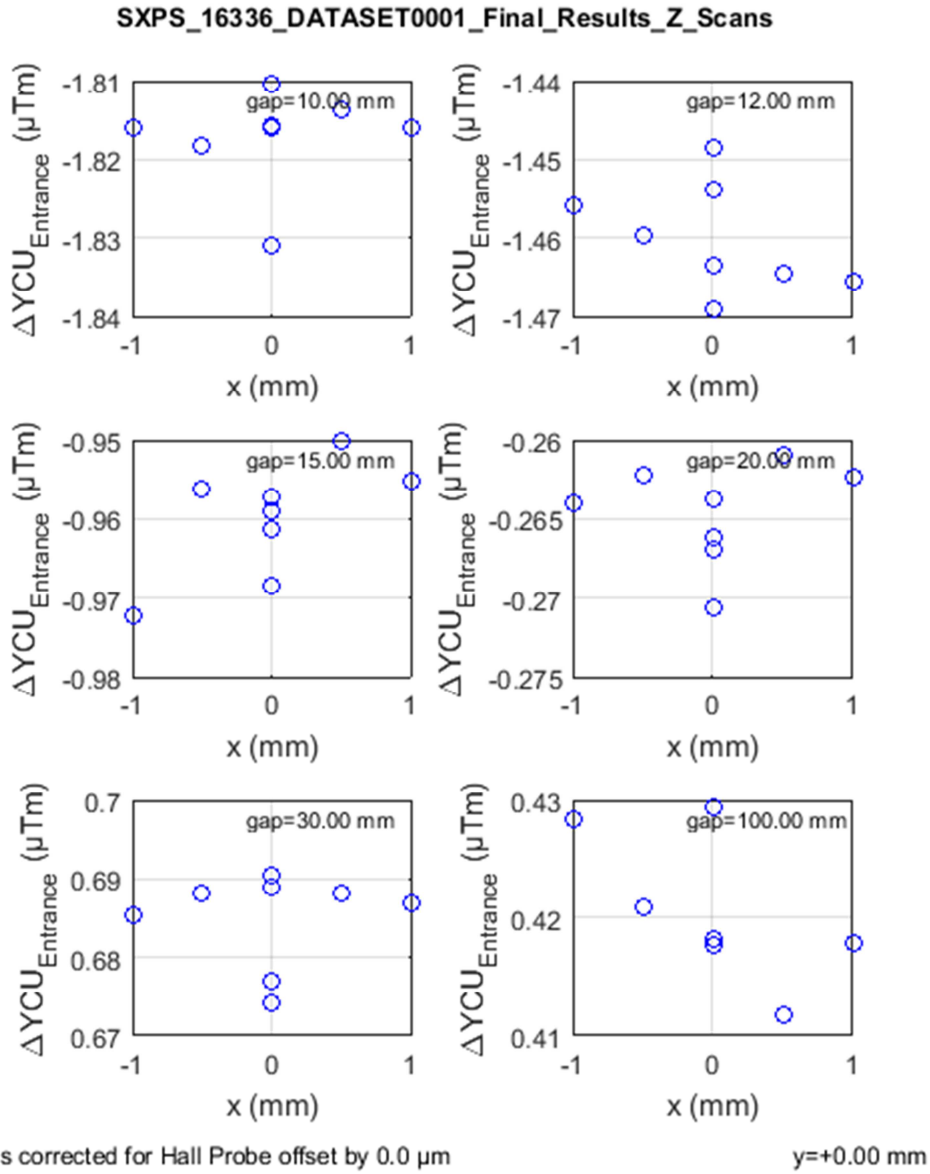 SXPS_16336_DATASET0001_Final_Results_Z_Scans
ΔYCU_Entrance (μTm)
-1.81
-1.82
-1.83
-1.84
gap=10.00 mm
-1
0
1
x (mm)
ΔYCU_Entrance (μTm)
-1.44
-1.45
-1.46
-1.47
gap=12.00 mm
-1
0
1
x (mm)
ΔYCU_Entrance (μTm)
-0.95
-0.96
-0.97
-0.98
gap=15.00 mm
-1
0
1
x (mm)
ΔYCU_Entrance (μTm)
-0.26
-0.265
-0.27
-0.275
gap=20.00 mm
-1
0
1
x (mm)
ΔYCU_Entrance (μTm)
0.7
0.69
0.68
0.67
gap=30.00 mm
-1
0
1
x (mm)
ΔYCU_Entrance (μTm)
0.43
0.42
0.41
gap=100.00 mm
-1
0
1
x (mm)
s corrected for Hall Probe offset by 0.0 μm
y=+0.00 mm